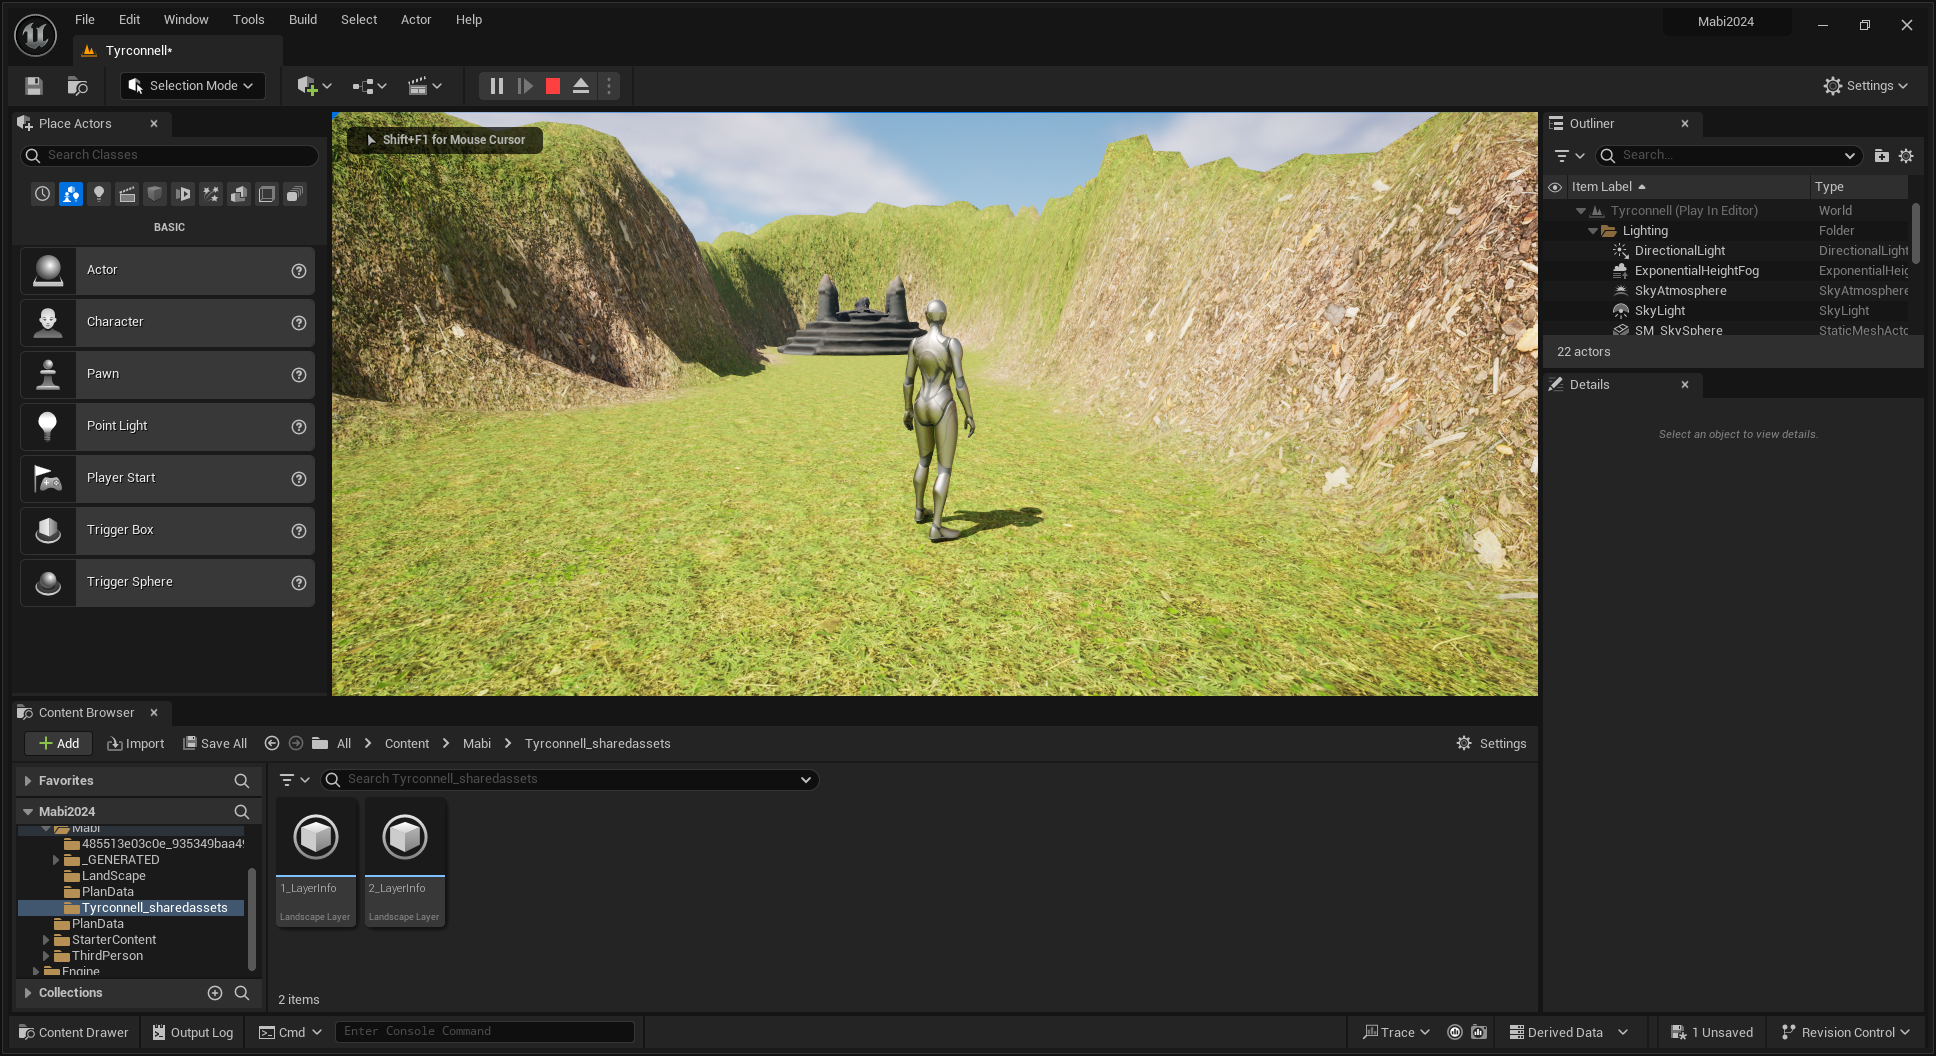 File Edit Window Tools Build Select Actor Help
Mabi2024
Tyrconnell*
Selection Mode
Settings
Place Actors
Search Classes
BASIC
Actor
Character
Pawn
Point Light
Player Start
Trigger Box
Trigger Sphere
Shift+F1 for Mouse Cursor
Outliner
Search...
Item Label Type
Tyrconnell (Play In Editor) World
Lighting Folder
DirectionalLight DirectionalLight
ExponentialHeightFog ExponentialHeig
SkyAtmosphere SkyAtmosphere
SkyLight SkyLight
SM_SkySphere StaticMeshActo
22 actors
Details
Select an object to view details.
Content Browser
Add Import Save All All Content Mabi Tyrconnell_sharedassets Settings
Favorites
Mabi2024
Mabi
485513e03c0e_935349baa49
_GENERATED
LandScape
PlanData
Tyrconnell_sharedassets
PlanData
StarterContent
ThirdPerson
Engine
Collections
Search Tyrconnell_sharedassets
1_LayerInfo
Landscape Layer
2_LayerInfo
Landscape Layer
2 items
Content Drawer Output Log Cmd Enter Console Command Trace Derived Data 1 Unsaved Revision Control